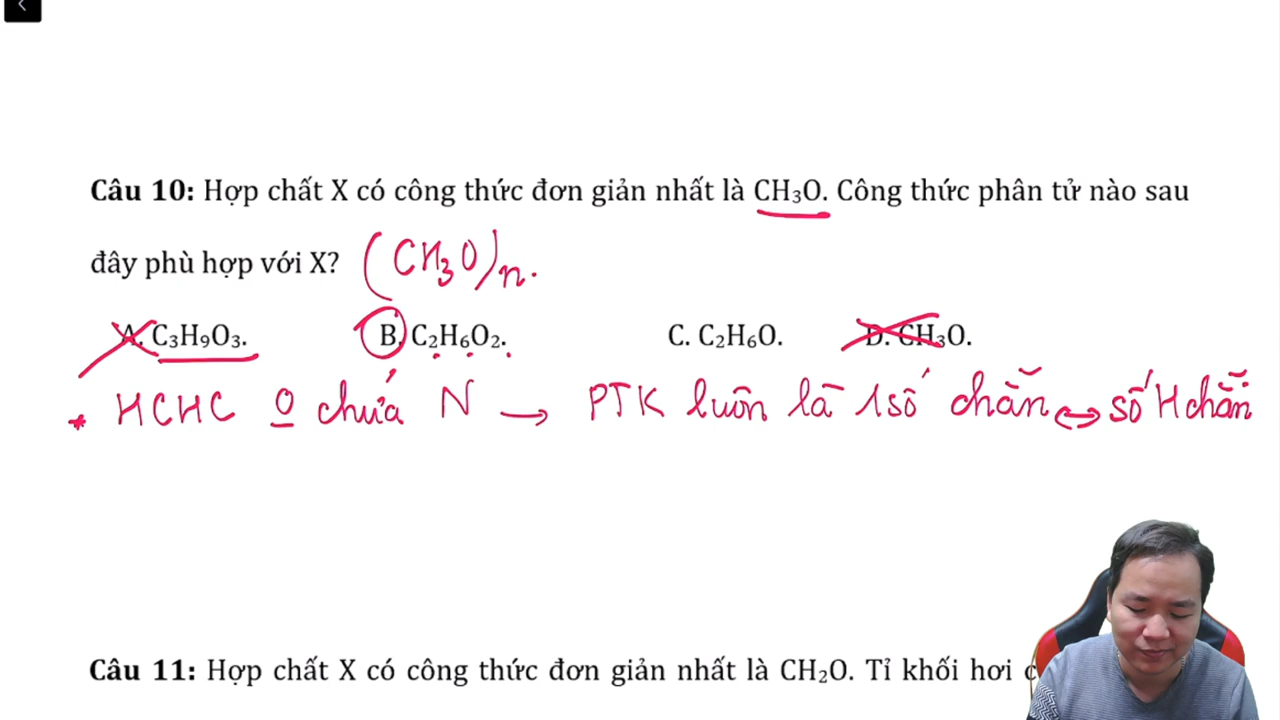 Câu 10: Hợp chất X có công thức đơn giản nhất là CH₃O. Công thức phân tử nào sau
đây phù hợp với X? (CH₃O)n.
A. C₃H₉O₃. B. C₂H₆O₂. C. C₂H₆O. D. CH₃O.
* HCHC O chứa N → PTK luôn là 1 số chẵn ↔ số H chẵn
Câu 11: Hợp chất X có công thức đơn giản nhất là CH₂O. Tỉ khối hơi